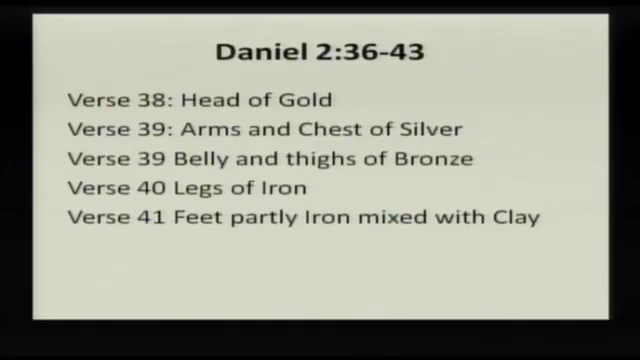 Daniel 2:36-43
Verse 38: Head of Gold
Verse 39: Arms and Chest of Silver
Verse 39 Belly and thighs of Bronze
Verse 40 Legs of Iron
Verse 41 Feet partly Iron mixed with Clay